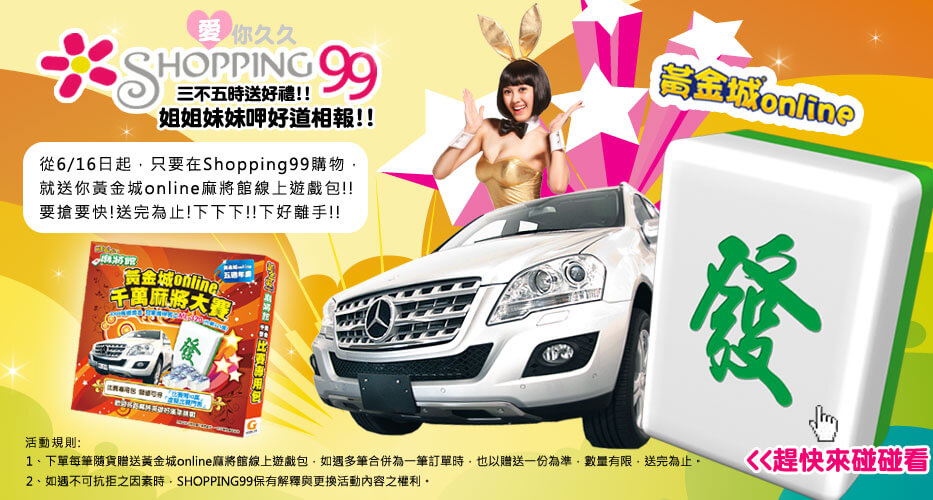 愛你久久
SHOPPING 99
三不五時送好禮!!
姐姐妹妹呷好道相報!!
從6/16日起，只要在Shopping99購物，
就送你黃金城online麻將館線上遊戲包!!
要搶要快!送完為止!下下下!!下好離手!!
黃金城online
發
麻將館
五週年慶
黃金城online
千萬麻將大賽
發
麻將館
比賽專用包
G
活動規則:
1、下單每筆隨貨贈送黃金城online麻將館線上遊戲包，如遇多筆合併為一筆訂單時，也以贈送一份為準，數量有限，送完為止。
2、如遇不可抗拒之因素時，SHOPPING99保有解釋與更換活動內容之權利。
<<趕快來碰碰看